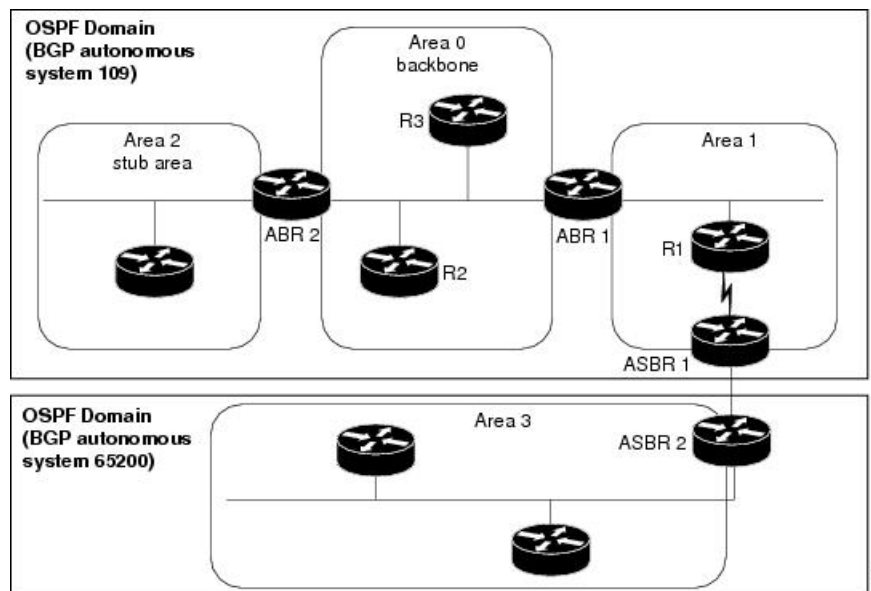 OSPF Domain
(BGP autonomous
system 109)
Area 0
backbone
R3
Area 2
stub area
Area 1
ABR 2
ABR 1
R1
R2
ASBR 1
OSPF Domain
(BGP autonomous
system 65200)
Area 3
ASBR 2